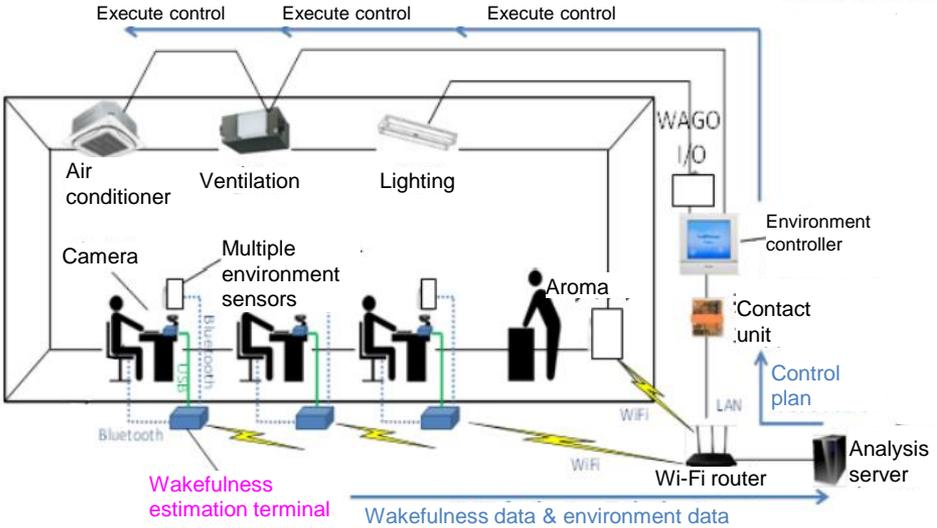 Execute control
Execute control
Execute control
WAGO
I/O
Air
conditioner
Ventilation
Lighting
Environment
controller
Camera
Multiple
environment
sensors
Aroma
Contact
unit
Bluetooth
USB
Control
plan
WiFi
LAN
Bluetooth
WiFi
Wi-Fi router
Analysis
server
Wakefulness
estimation terminal
Wakefulness data & environment data